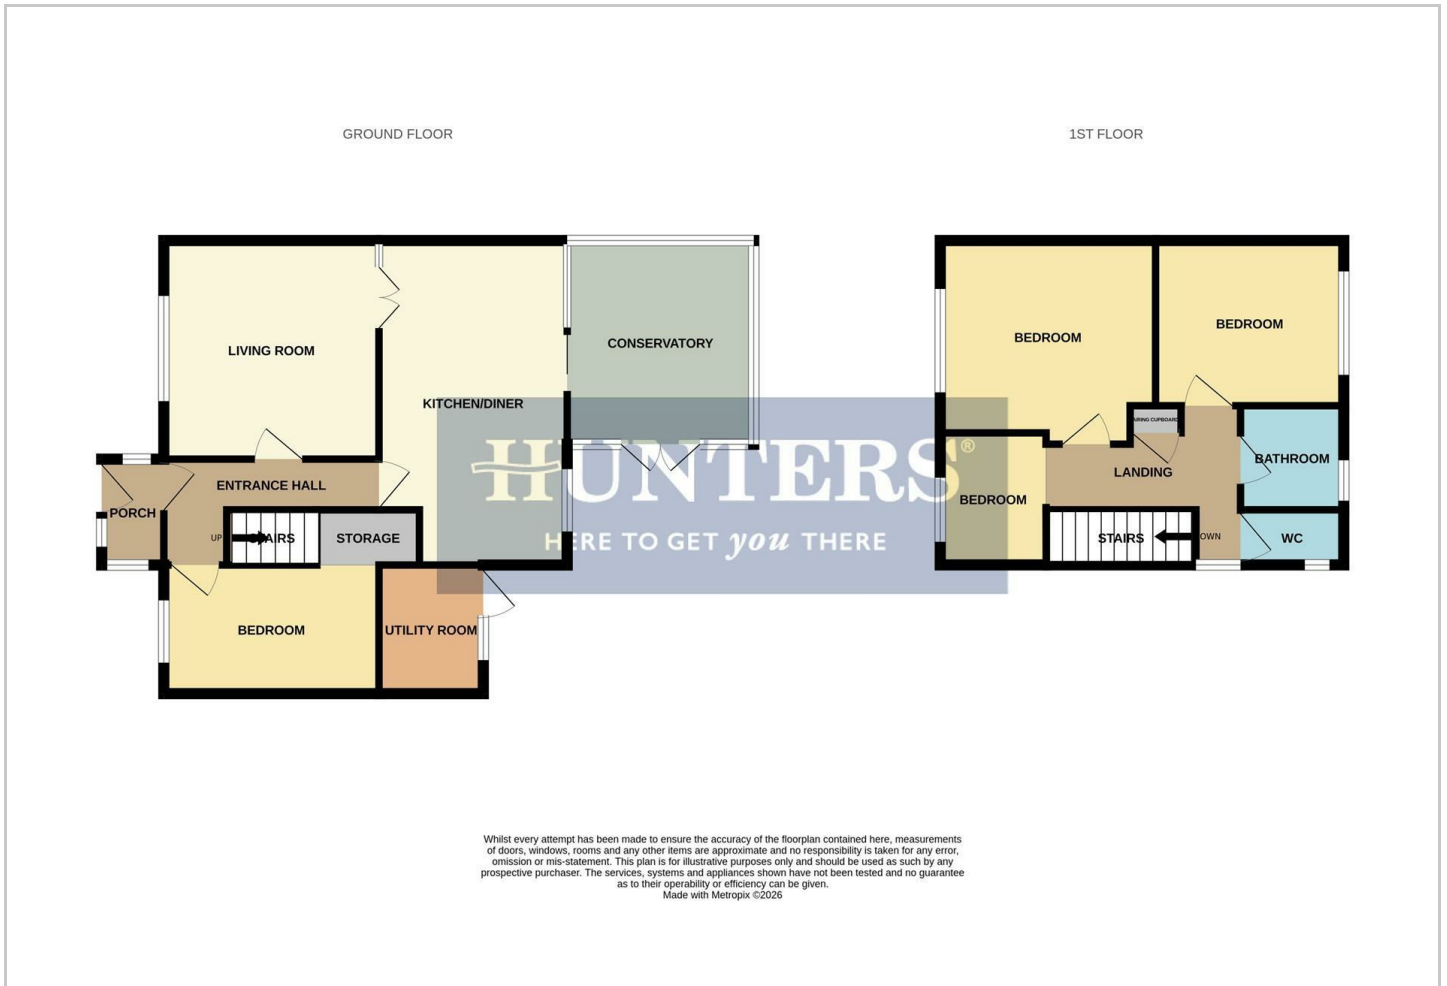 GROUND FLOOR
1ST FLOOR
LIVING ROOM
KITCHEN/DINER
CONSERVATORY
ENTRANCE HALL
PORCH
UP
STAIRS
STORAGE
BEDROOM
UTILITY ROOM
BEDROOM
BEDROOM
AIRING CUPBOARD
BATHROOM
LANDING
BEDROOM
STAIRS
DOWN
WC
HUNTERS®
HERE TO GET you THERE
Whilst every attempt has been made to ensure the accuracy of the floorplan contained here, measurements
of doors, windows, rooms and any other items are approximate and no responsibility is taken for any error,
omission or mis-statement. This plan is for illustrative purposes only and should be used as such by any
prospective purchaser. The services, systems and appliances shown have not been tested and no guarantee
as to their operability or efficiency can be given.
Made with Metropix ©2026